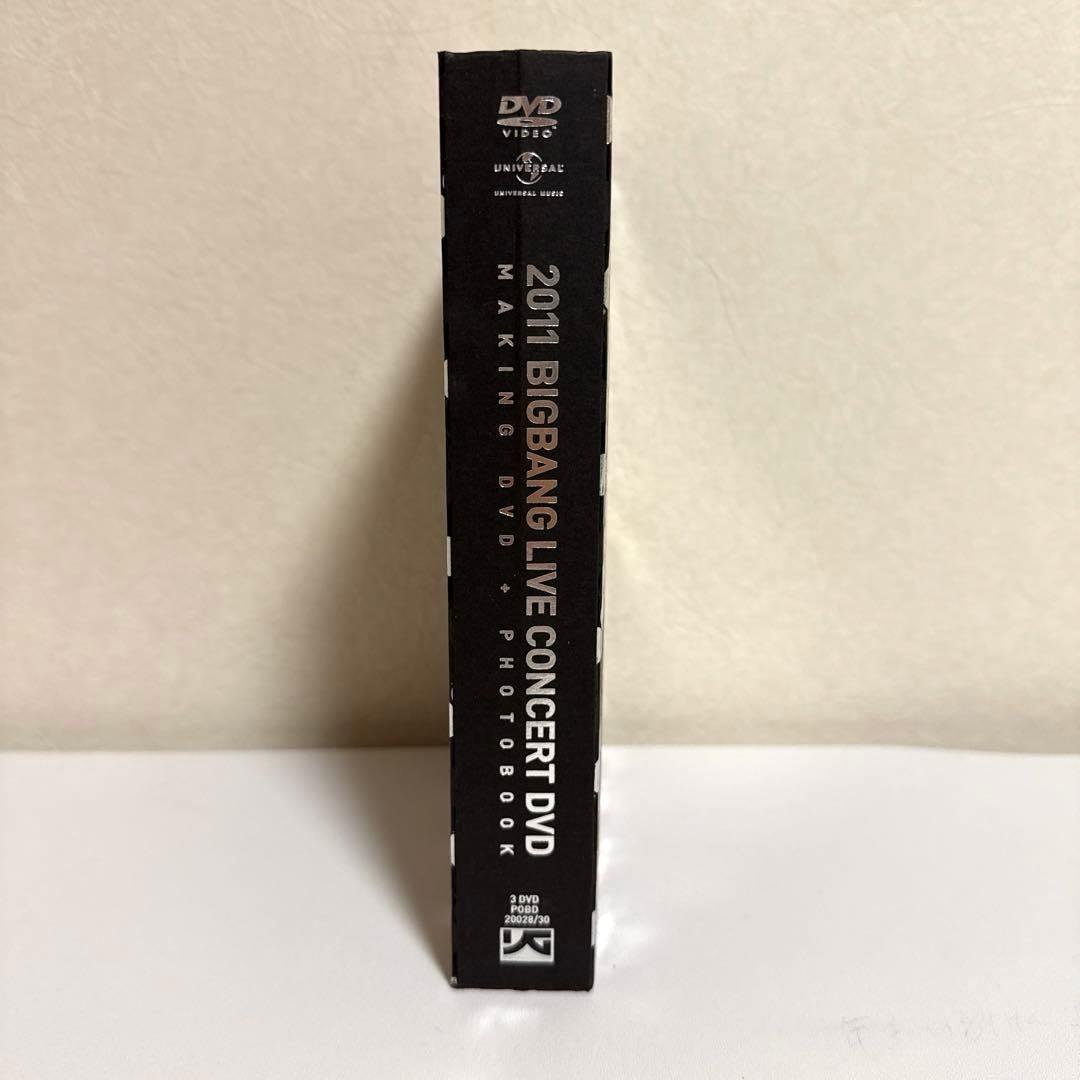 DVD
VIDEO
UNIVERSAL
UNIVERSAL MUSIC
2011 BIGBANG LIVE CONCERT DVD
MAKING DVD + PHOTOBOOK
3 DVD
POBD
20028/30